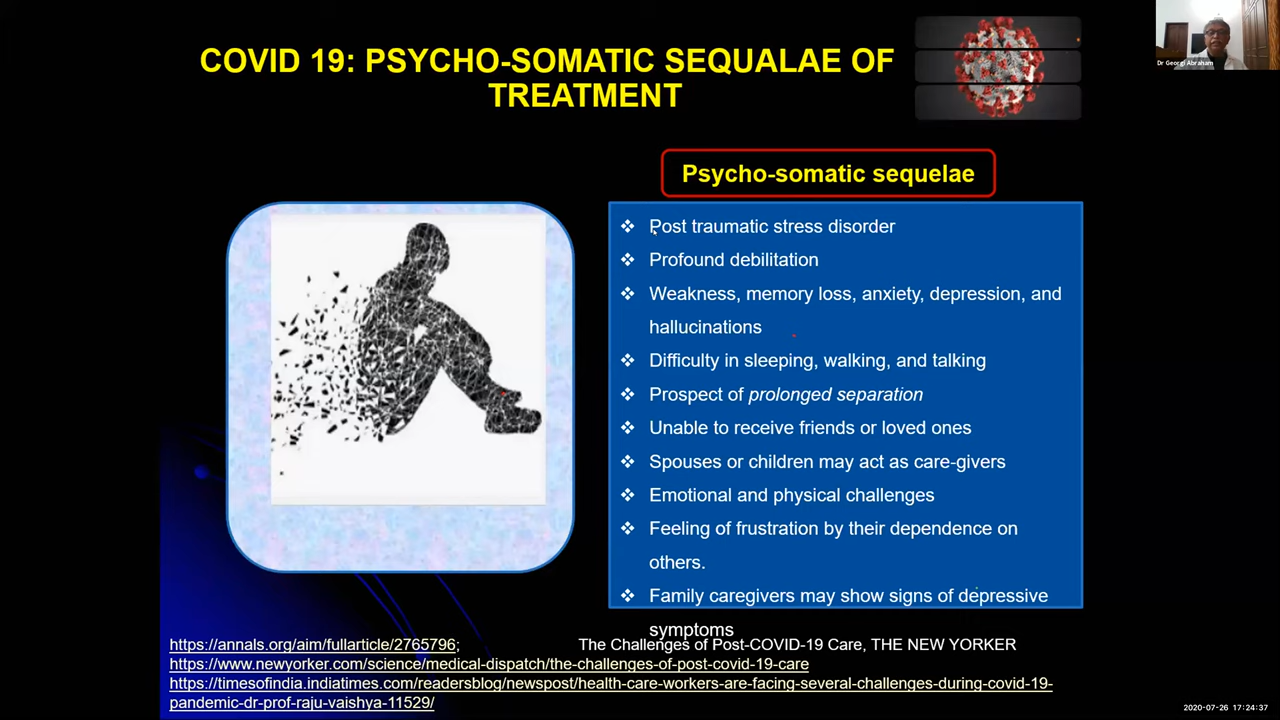 COVID 19: PSYCHO-SOMATIC SEQUALAE OF
TREATMENT
Dr Georgi Abraham
Psycho-somatic sequelae
❖ Post traumatic stress disorder
❖ Profound debilitation
❖ Weakness, memory loss, anxiety, depression, and
hallucinations
❖ Difficulty in sleeping, walking, and talking
❖ Prospect of prolonged separation
❖ Unable to receive friends or loved ones
❖ Spouses or children may act as care-givers
❖ Emotional and physical challenges
❖ Feeling of frustration by their dependence on
others.
❖ Family caregivers may show signs of depressive
symptoms
https://annals.org/aim/fullarticle/2765796; The Challenges of Post-COVID-19 Care, THE NEW YORKER
https://www.newyorker.com/science/medical-dispatch/the-challenges-of-post-covid-19-care
https://timesofindia.indiatimes.com/readersblog/newspost/health-care-workers-are-facing-several-challenges-during-covid-19-
pandemic-dr-prof-raju-vaishya-11529/
2020-07-26 17:24:37